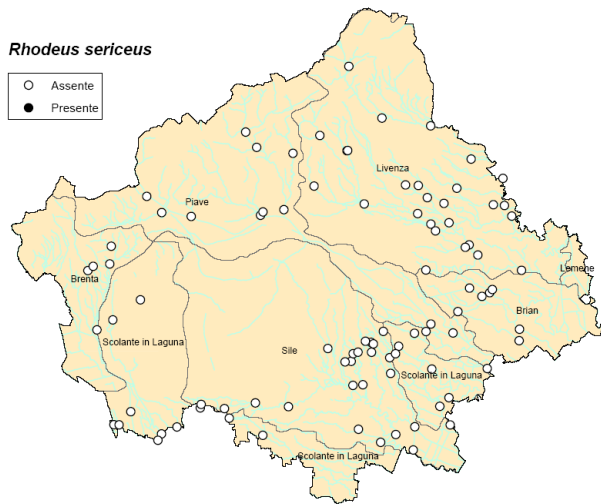 Rhodeus sericeus
Assente
Presente
Livenza
Piave
Lemene
Brenta
Brian
Scolante in Laguna
Sile
Scolante in Laguna
Scolante in Laguna